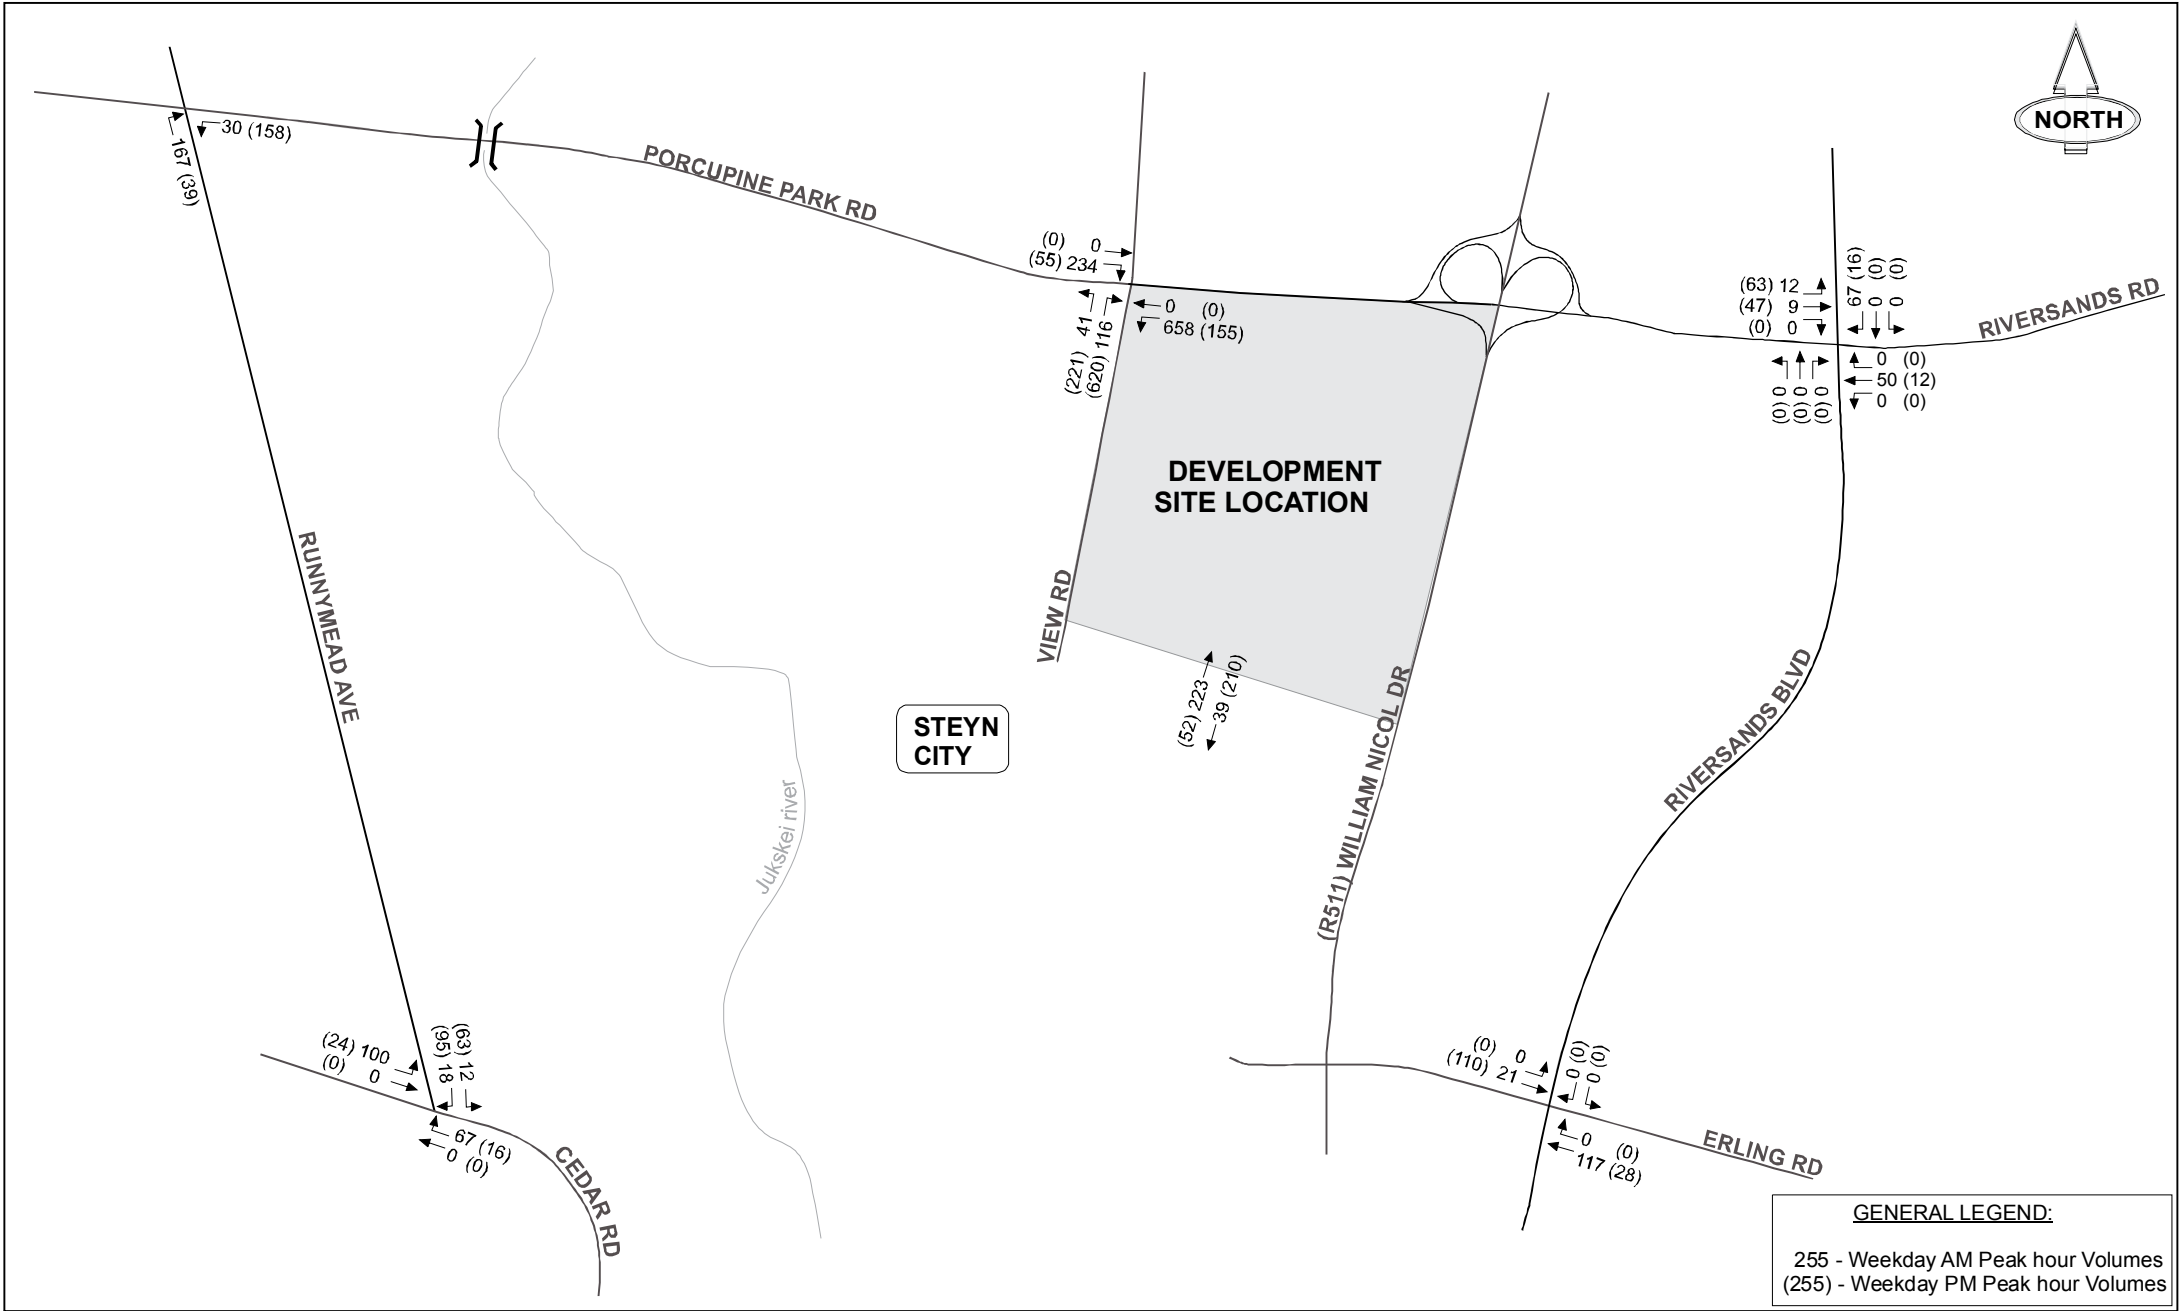 NORTH
30 (158)
167 (39)
PORCUPINE PARK RD
(0) 0
(55) 234
(221) 41
(620) 116
0 (0)
658 (155)
(63) 12
(47) 9
(0) 0
67 (16)
0 (0)
0 (0)
RIVERSANDS RD
0 (0)
50 (12)
0 (0)
(0) 0
(0) 0
(0) 0
DEVELOPMENT
SITE LOCATION
RUNNYMEAD AVE
VIEW RD
(52) 223
39 (210)
STEYN
CITY
(R511) WILLIAM NICOL DR
RIVERSANDS BLVD
Jukskei river
(24) 100
(0) 0
(63) 12
(95) 18
67 (16)
0 (0)
CEDAR RD
(0) 0
(110) 21
0 (0)
0 (0)
0 (0)
117 (28)
ERLING RD
GENERAL LEGEND:
255 - Weekday AM Peak hour Volumes
(255) - Weekday PM Peak hour Volumes